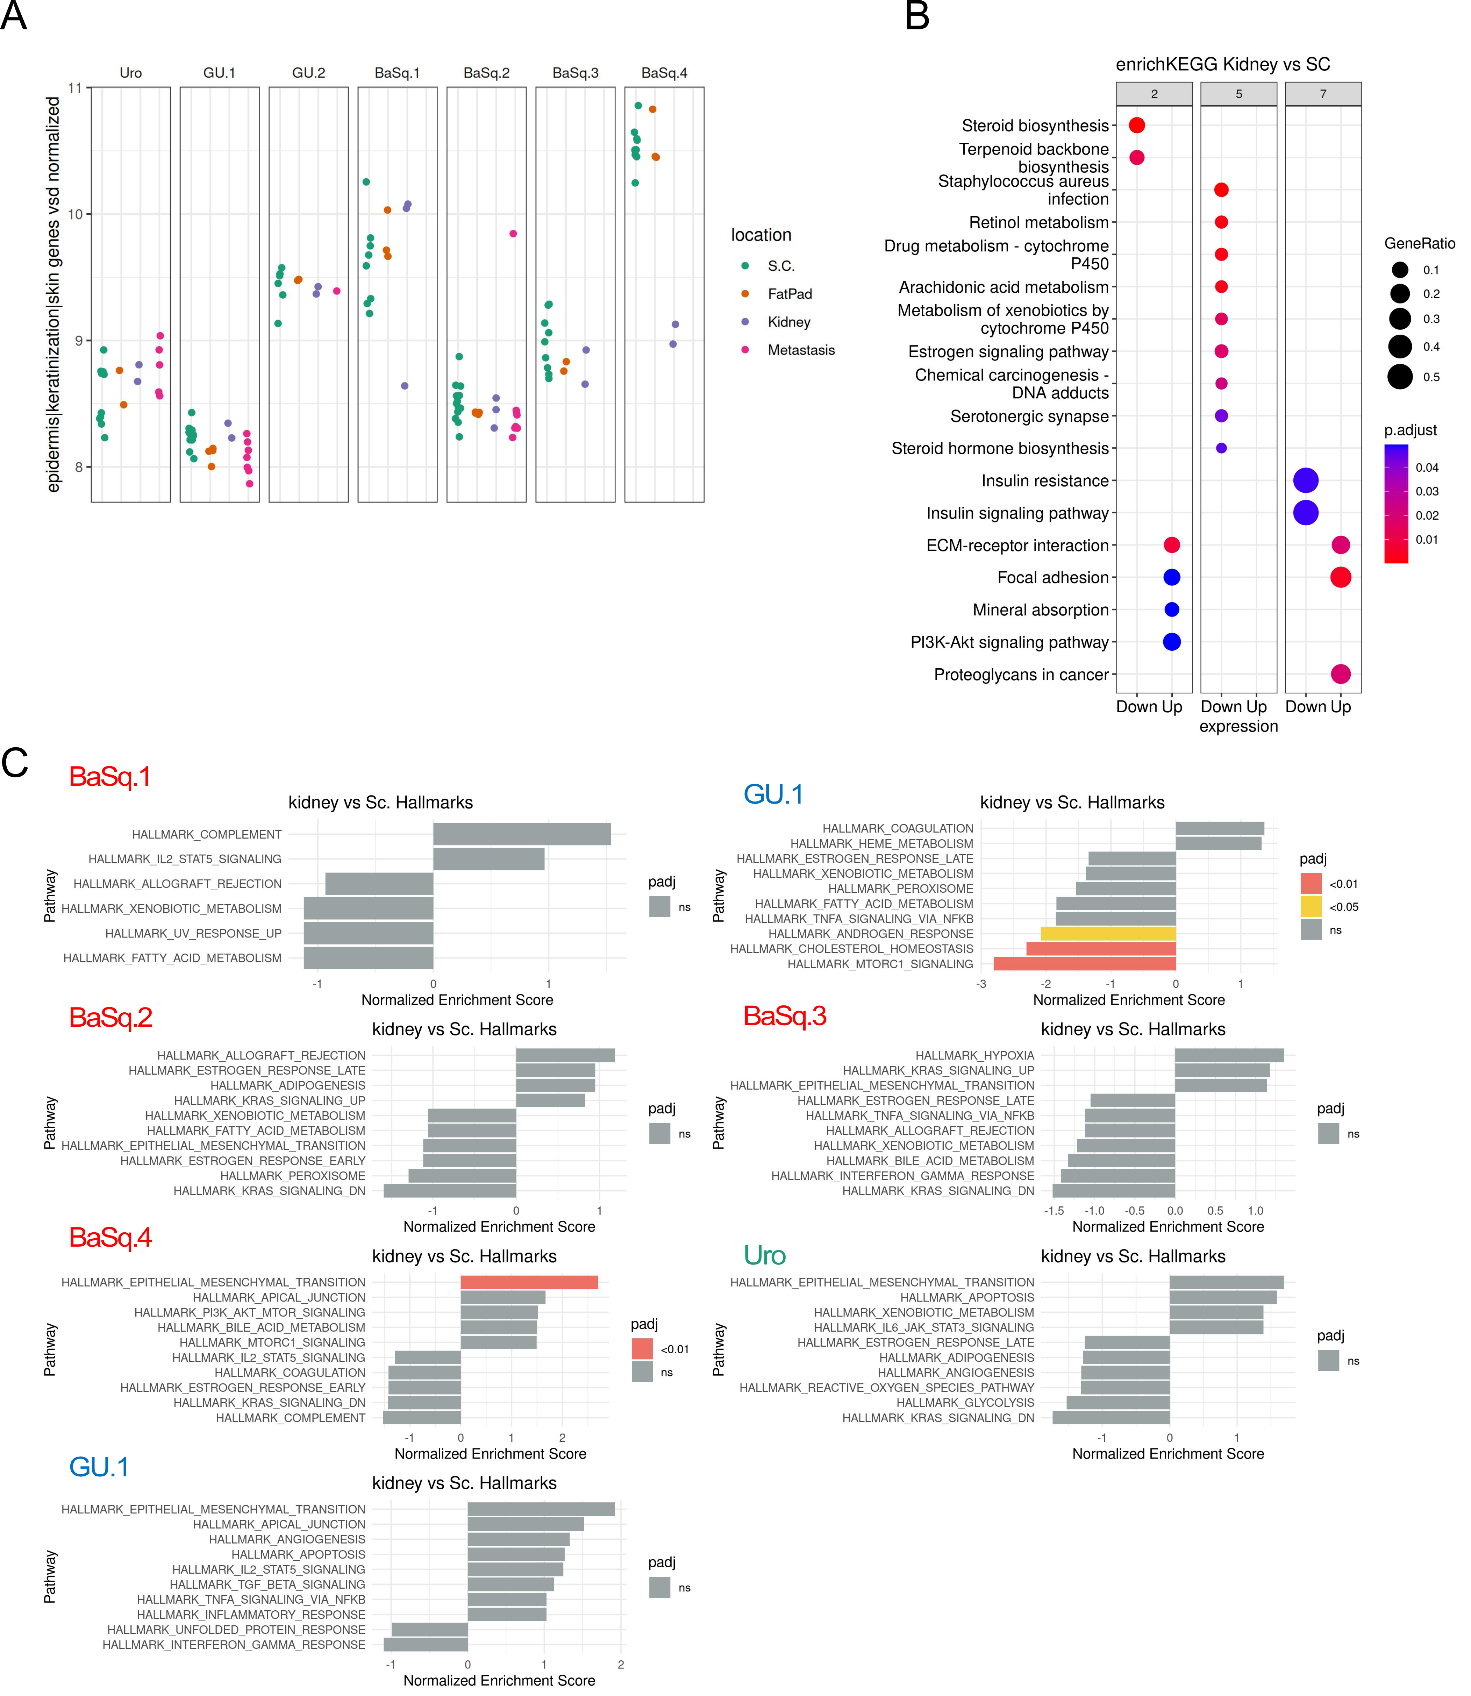 A
Uro GU.1 GU.2 BaSq.1 BaSq.2 BaSq.3 BaSq.4
epidermis|keratinization|skin genes vsd normalized
11
10
9
8
location
S.C.
FatPad
Kidney
Metastasis
B
enrichKEGG Kidney vs SC
2 5 7
Steroid biosynthesis
Terpenoid backbone
biosynthesis
Staphylococcus aureus
infection
Retinol metabolism
Drug metabolism - cytochrome
P450
Arachidonic acid metabolism
Metabolism of xenobiotics by
cytochrome P450
Estrogen signaling pathway
Chemical carcinogenesis -
DNA adducts
Serotonergic synapse
Steroid hormone biosynthesis
Insulin resistance
Insulin signaling pathway
ECM-receptor interaction
Focal adhesion
Mineral absorption
PI3K-Akt signaling pathway
Proteoglycans in cancer
Down Up Down Up Down Up
expression
GeneRatio
0.1
0.2
0.3
0.4
0.5
p.adjust
0.04
0.03
0.02
0.01
C
BaSq.1
kidney vs Sc. Hallmarks
Pathway
HALLMARK_COMPLEMENT
HALLMARK_IL2_STAT5_SIGNALING
HALLMARK_ALLOGRAFT_REJECTION
HALLMARK_XENOBIOTIC_METABOLISM
HALLMARK_UV_RESPONSE_UP
HALLMARK_FATTY_ACID_METABOLISM
-1 0 1
Normalized Enrichment Score
padj
ns
GU.1
kidney vs Sc. Hallmarks
Pathway
HALLMARK_COAGULATION
HALLMARK_HEME_METABOLISM
HALLMARK_ESTROGEN_RESPONSE_LATE
HALLMARK_XENOBIOTIC_METABOLISM
HALLMARK_PEROXISOME
HALLMARK_FATTY_ACID_METABOLISM
HALLMARK_TNFA_SIGNALING_VIA_NFKB
HALLMARK_ANDROGEN_RESPONSE
HALLMARK_CHOLESTEROL_HOMEOSTASIS
HALLMARK_MTORC1_SIGNALING
-3 -2 -1 0 1
Normalized Enrichment Score
padj
<0.01
<0.05
ns
BaSq.2
kidney vs Sc. Hallmarks
Pathway
HALLMARK_ALLOGRAFT_REJECTION
HALLMARK_ESTROGEN_RESPONSE_LATE
HALLMARK_ADIPOGENESIS
HALLMARK_KRAS_SIGNALING_UP
HALLMARK_XENOBIOTIC_METABOLISM
HALLMARK_FATTY_ACID_METABOLISM
HALLMARK_EPITHELIAL_MESENCHYMAL_TRANSITION
HALLMARK_ESTROGEN_RESPONSE_EARLY
HALLMARK_PEROXISOME
HALLMARK_KRAS_SIGNALING_DN
-1 0 1
Normalized Enrichment Score
padj
ns
BaSq.3
kidney vs Sc. Hallmarks
Pathway
HALLMARK_HYPOXIA
HALLMARK_KRAS_SIGNALING_UP
HALLMARK_EPITHELIAL_MESENCHYMAL_TRANSITION
HALLMARK_ESTROGEN_RESPONSE_LATE
HALLMARK_TNFA_SIGNALING_VIA_NFKB
HALLMARK_ALLOGRAFT_REJECTION
HALLMARK_XENOBIOTIC_METABOLISM
HALLMARK_BILE_ACID_METABOLISM
HALLMARK_INTERFERON_GAMMA_RESPONSE
HALLMARK_KRAS_SIGNALING_DN
-1.5 -1.0 -0.5 0.0 0.5 1.0
Normalized Enrichment Score
padj
ns
BaSq.4
kidney vs Sc. Hallmarks
Pathway
HALLMARK_EPITHELIAL_MESENCHYMAL_TRANSITION
HALLMARK_APICAL_JUNCTION
HALLMARK_PI3K_AKT_MTOR_SIGNALING
HALLMARK_BILE_ACID_METABOLISM
HALLMARK_MTORC1_SIGNALING
HALLMARK_IL2_STAT5_SIGNALING
HALLMARK_COAGULATION
HALLMARK_ESTROGEN_RESPONSE_EARLY
HALLMARK_KRAS_SIGNALING_DN
HALLMARK_COMPLEMENT
-1 0 1 2
Normalized Enrichment Score
padj
<0.01
ns
Uro
kidney vs Sc. Hallmarks
Pathway
HALLMARK_EPITHELIAL_MESENCHYMAL_TRANSITION
HALLMARK_APOPTOSIS
HALLMARK_XENOBIOTIC_METABOLISM
HALLMARK_IL6_JAK_STAT3_SIGNALING
HALLMARK_ESTROGEN_RESPONSE_LATE
HALLMARK_ADIPOGENESIS
HALLMARK_ANGIOGENESIS
HALLMARK_REACTIVE_OXYGEN_SPECIES_PATHWAY
HALLMARK_GLYCOLYSIS
HALLMARK_KRAS_SIGNALING_DN
-1 0 1
Normalized Enrichment Score
padj
ns
GU.1
kidney vs Sc. Hallmarks
Pathway
HALLMARK_EPITHELIAL_MESENCHYMAL_TRANSITION
HALLMARK_APICAL_JUNCTION
HALLMARK_ANGIOGENESIS
HALLMARK_APOPTOSIS
HALLMARK_IL2_STAT5_SIGNALING
HALLMARK_TGF_BETA_SIGNALING
HALLMARK_TNFA_SIGNALING_VIA_NFKB
HALLMARK_INFLAMMATORY_RESPONSE
HALLMARK_UNFOLDED_PROTEIN_RESPONSE
HALLMARK_INTERFERON_GAMMA_RESPONSE
-1 0 1 2
Normalized Enrichment Score
padj
ns